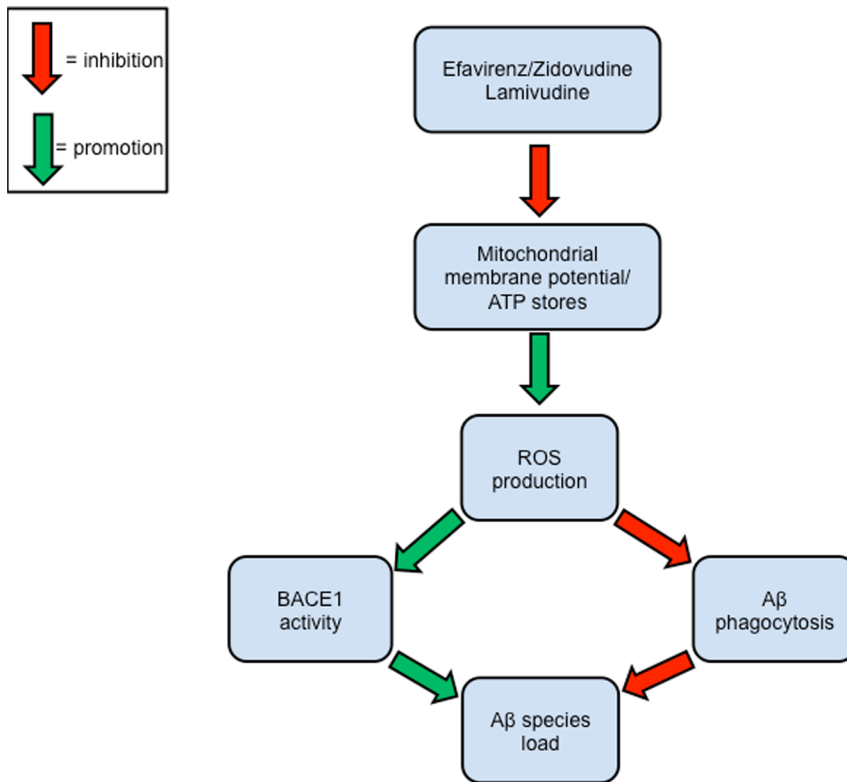 = inhibition
= promotion
Efavirenz/Zidovudine
Lamivudine
Mitochondrial
membrane potential/
ATP stores
ROS
production
BACE1
activity
Aβ
phagocytosis
Aβ species
load